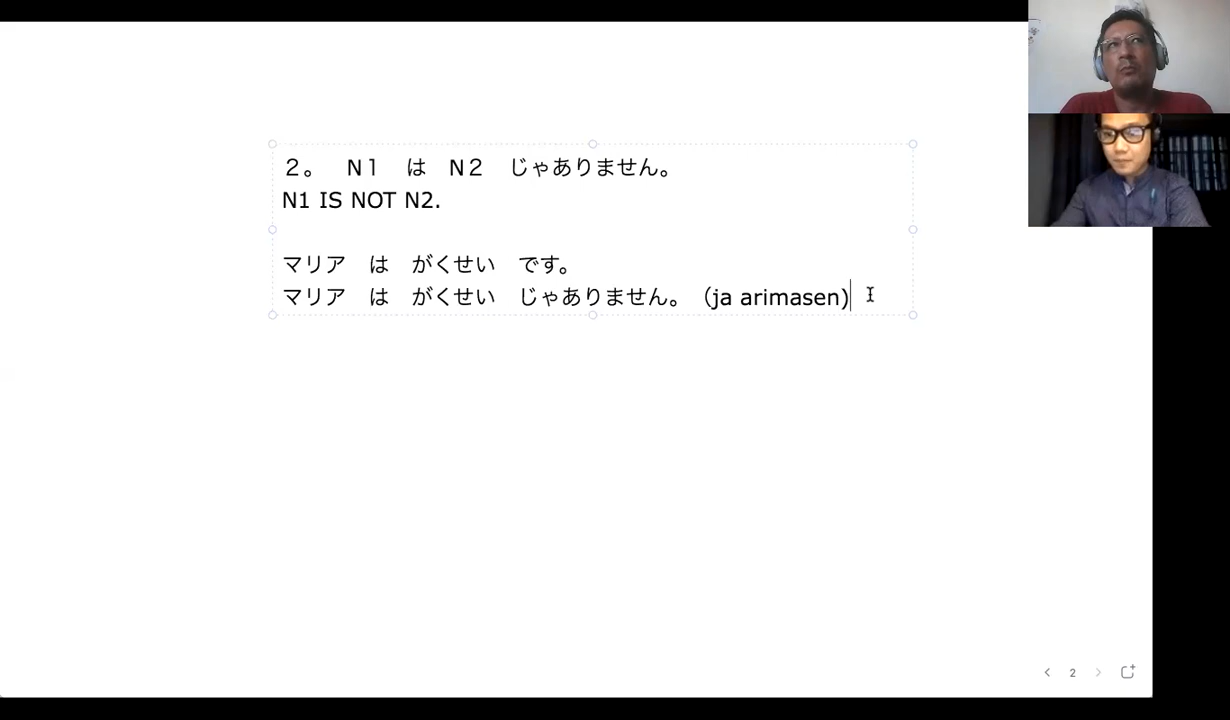 ２。　Ｎ１　は　Ｎ２　じゃありません。
N1 IS NOT N2.
マリア　は　がくせい　です。
マリア　は　がくせい　じゃありません。（ja arimasen)
2